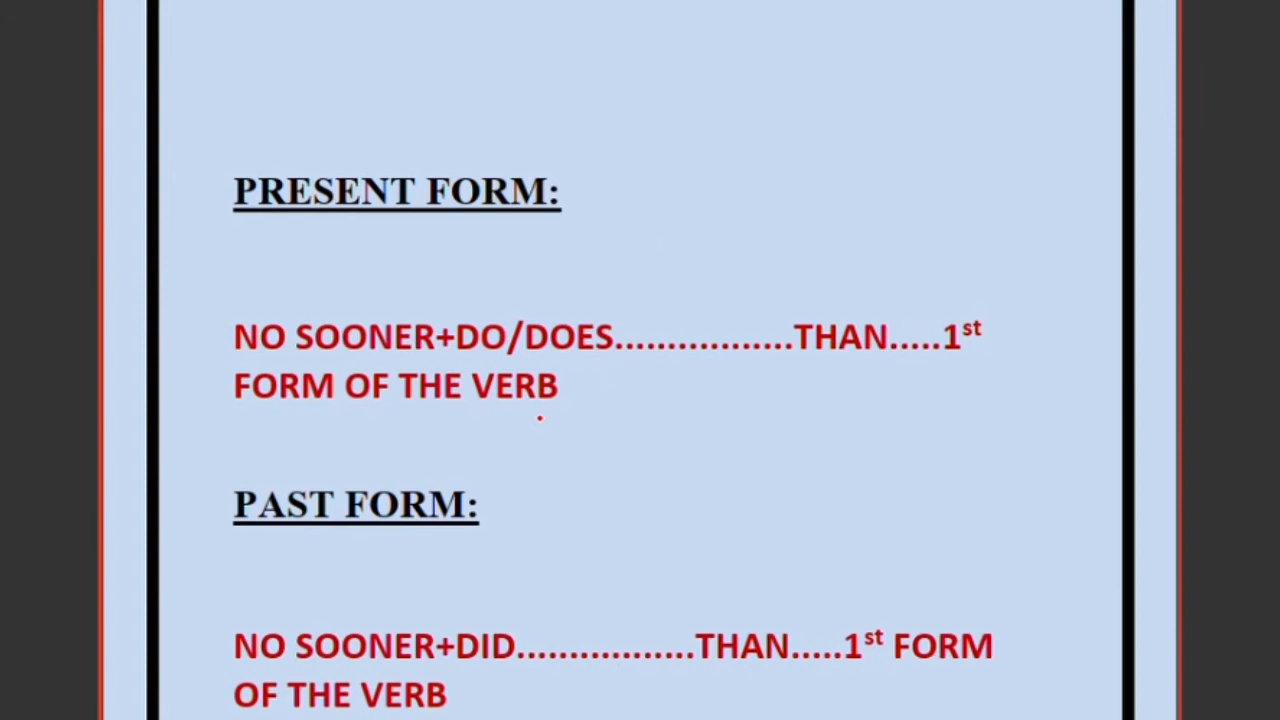 PRESENT FORM:
NO SOONER+DO/DOES.................THAN.....1st
FORM OF THE VERB
PAST FORM:
NO SOONER+DID.................THAN.....1st FORM
OF THE VERB